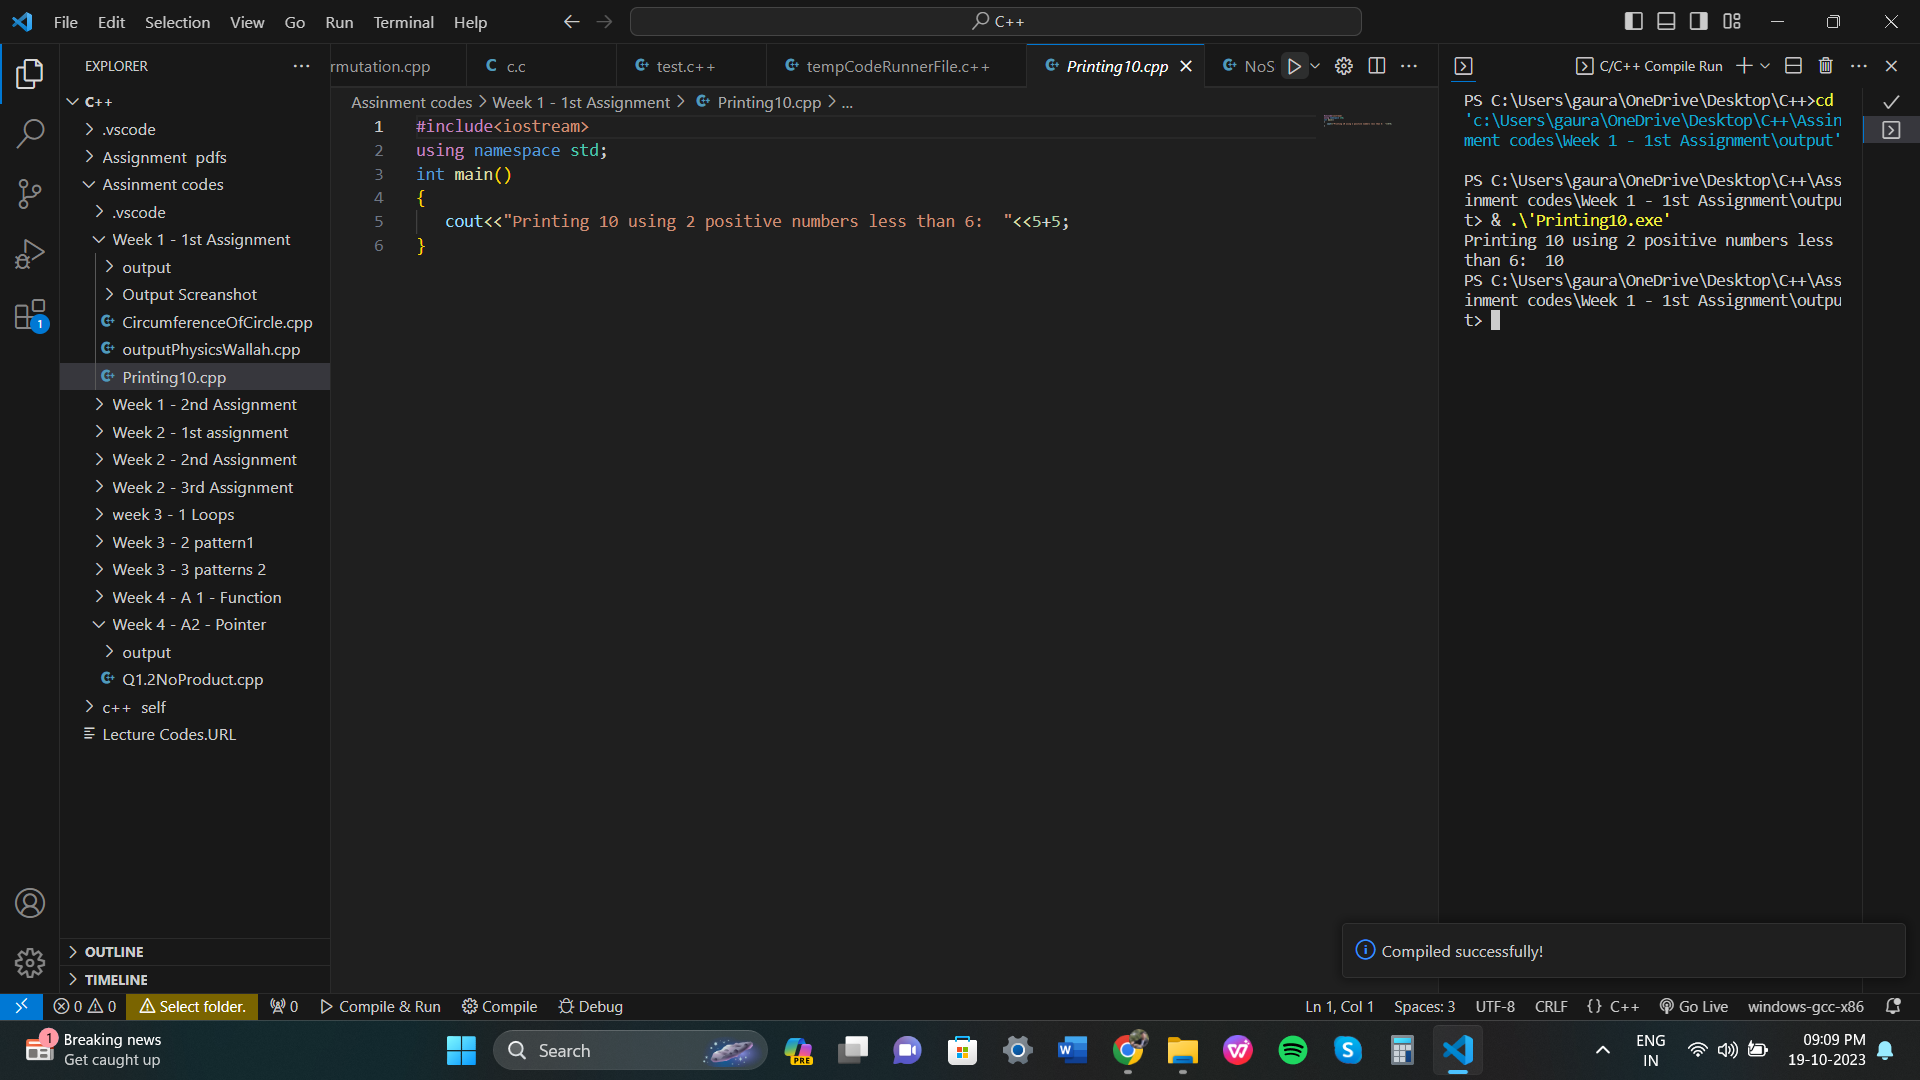 File Edit Selection View Go Run Terminal Help
C++
EXPLORER
C++
.vscode
Assignment pdfs
Assinment codes
.vscode
Week 1 - 1st Assignment
output
Output Screanshot
CircumferenceOfCircle.cpp
outputPhysicsWallah.cpp
Printing10.cpp
Week 1 - 2nd Assignment
Week 2 - 1st assignment
Week 2 - 2nd Assignment
Week 2 - 3rd Assignment
week 3 - 1 Loops
Week 3 - 2 pattern1
Week 3 - 3 patterns 2
Week 4 - A 1 - Function
Week 4 - A2 - Pointer
output
Q1.2NoProduct.cpp
c++ self
Lecture Codes.URL
OUTLINE
TIMELINE
rmutation.cpp C c.c test.c++ tempCodeRunnerFile.c++ Printing10.cpp NoS
Assinment codes > Week 1 - 1st Assignment > Printing10.cpp > ...
1 #include<iostream>
2 using namespace std;
3 int main()
4 {
5 cout<<"Printing 10 using 2 positive numbers less than 6:  "<<5+5;
6 }
C/C++ Compile Run
PS C:\Users\gaura\OneDrive\Desktop\C++>cd
'c:\Users\gaura\OneDrive\Desktop\C++\Assin
ment codes\Week 1 - 1st Assignment\output'
PS C:\Users\gaura\OneDrive\Desktop\C++\Ass
inment codes\Week 1 - 1st Assignment\outpu
t> & .\'Printing10.exe'
Printing 10 using 2 positive numbers less
than 6:  10
PS C:\Users\gaura\OneDrive\Desktop\C++\Ass
inment codes\Week 1 - 1st Assignment\outpu
t>
Compiled successfully!
1
0 0 Select folder. 0 Compile & Run Compile Debug Ln 1, Col 1 Spaces: 3 UTF-8 CRLF {} C++ Go Live windows-gcc-x86
1
Breaking news
Get caught up
Search
PRE
W
S
ENG
IN
09:09 PM
19-10-2023